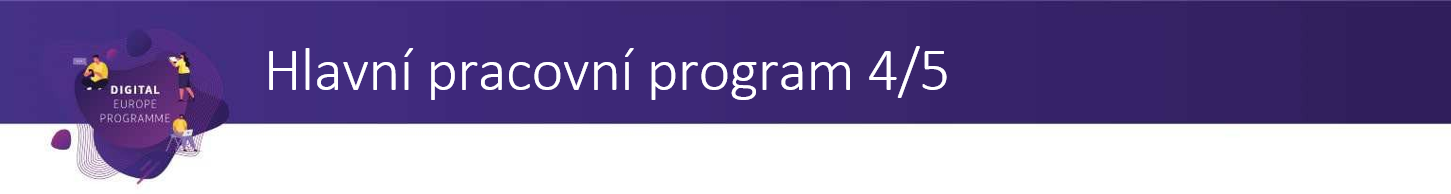 Hlavní pracovní program 4/5
DIGITAL
EUROPE
PROGRAMME